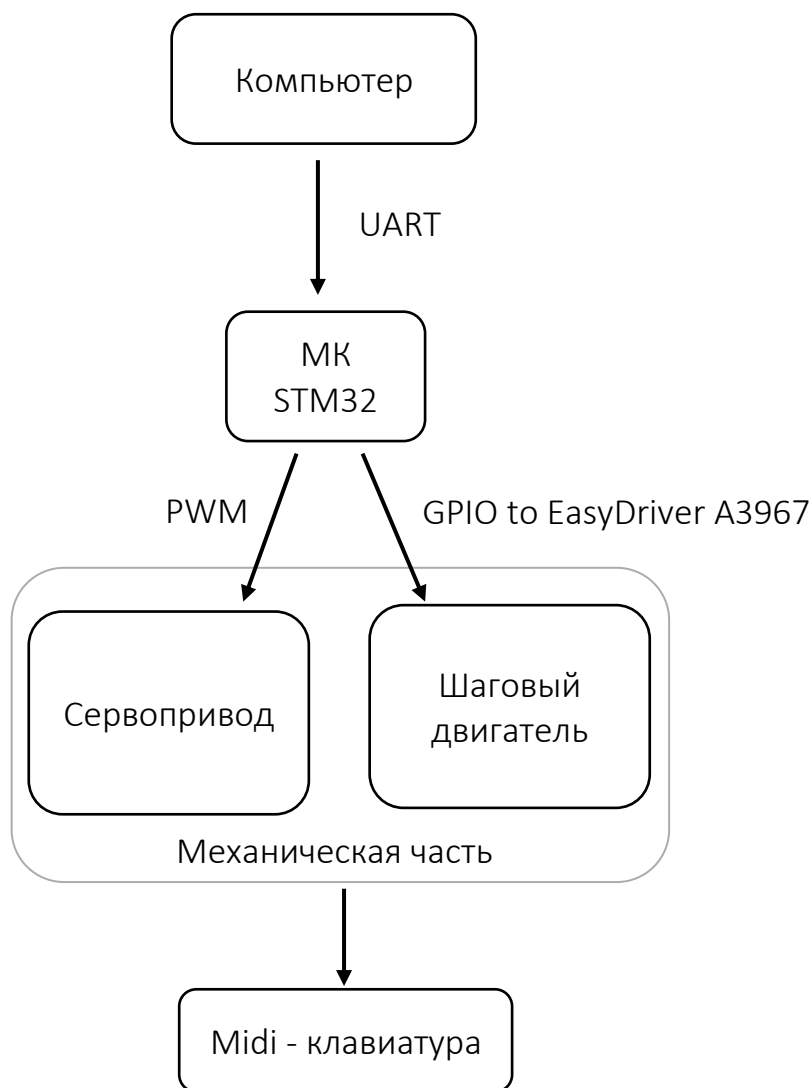 Компьютер
UART
МК
STM32
PWM
GPIO to EasyDriver A3967
Сервопривод
Шаговый
двигатель
Механическая часть
Midi - клавиатура